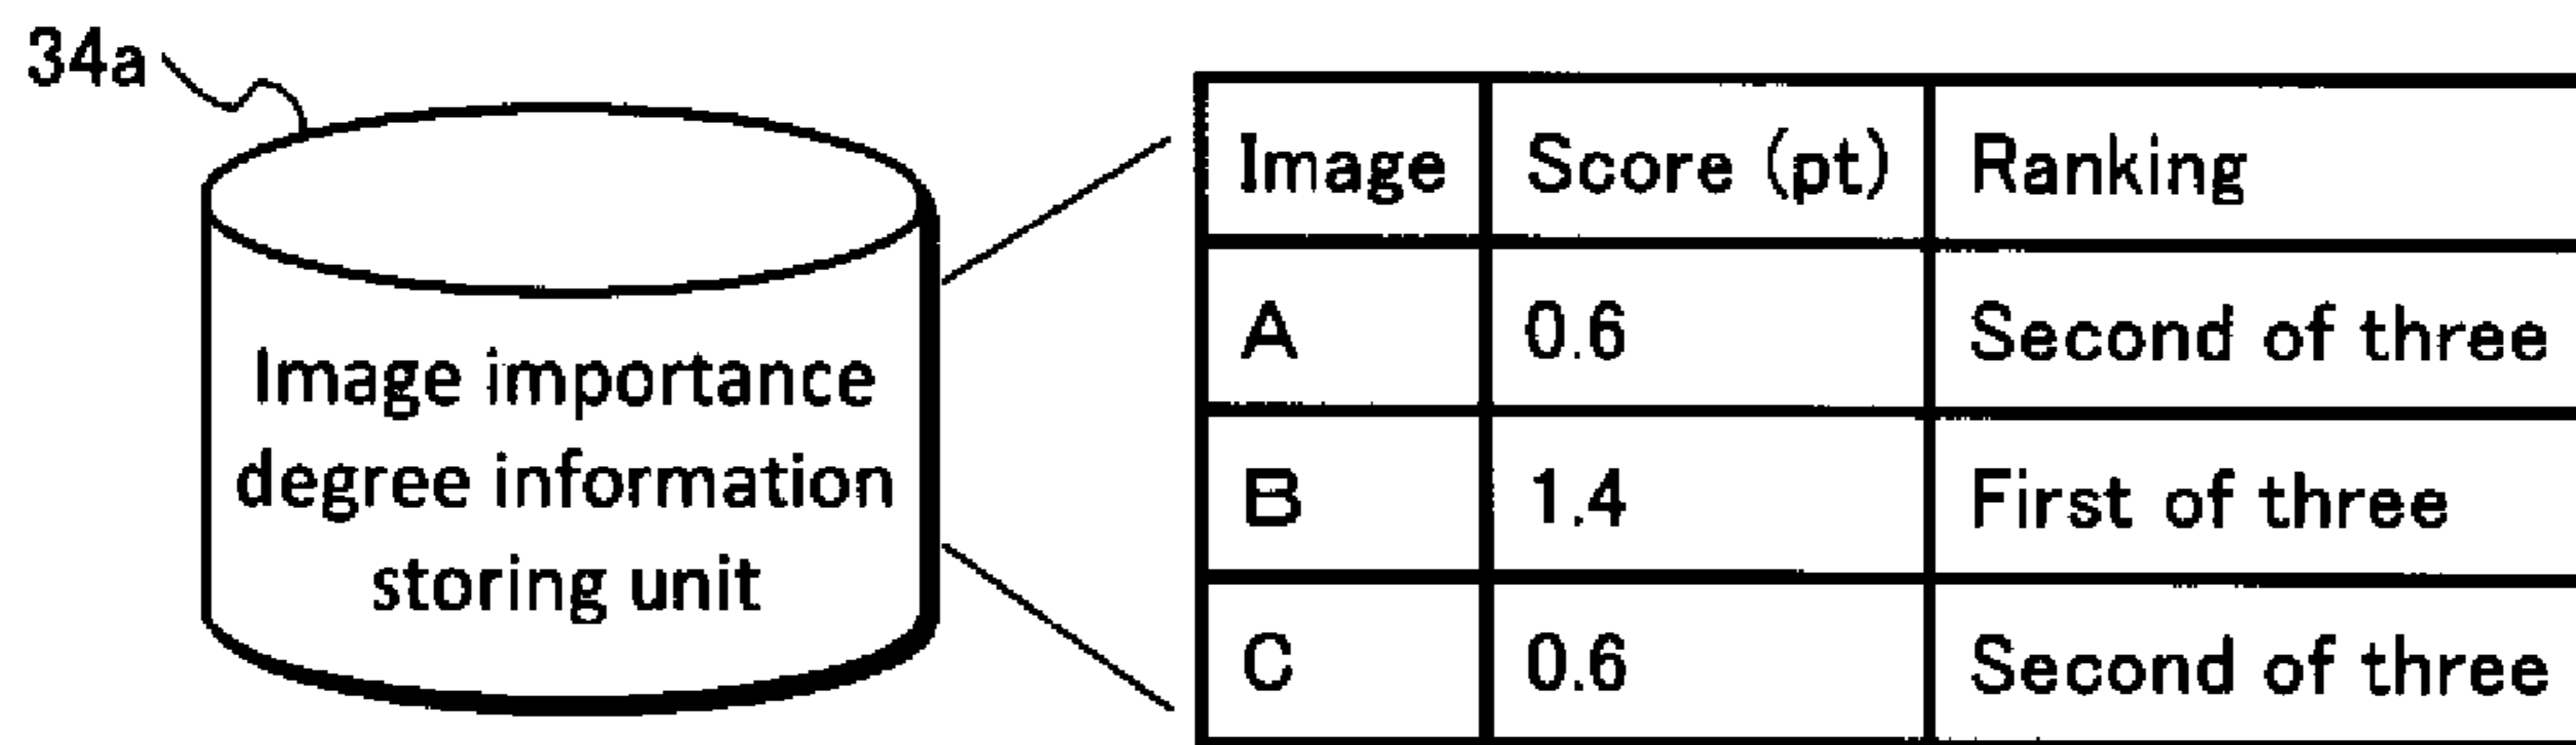 34a
Image importance
degree information
storing unit
Image Score (pt) Ranking
A 0.6 Second of three
B 1.4 First of three
C 0.6 Second of three